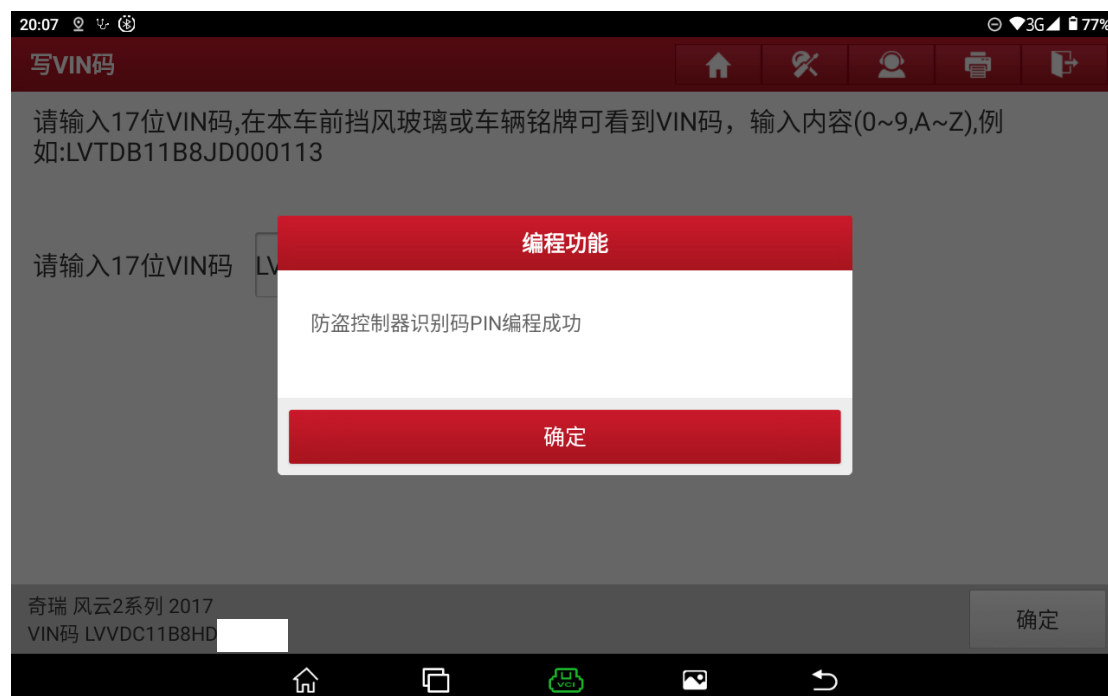 20:07
3G 77%
写VIN码
请输入17位VIN码,在本车前挡风玻璃或车辆铭牌可看到VIN码，输入内容(0~9,A~Z),例
如:LVTDB11B8JD000113
编程功能
请输入17位VIN码 LV
防盗控制器识别码PIN编程成功
确定
奇瑞 风云2系列 2017
VIN码 LVVDC11B8HD
确定
VCI